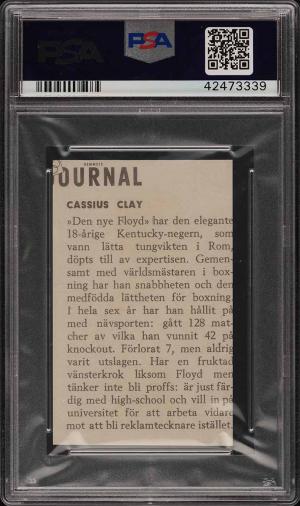 PSA
42473339
HEMMETS
JOURNAL
CASSIUS CLAY
»Den nye Floyd» har den elegante
18-årige Kentucky-negern, som
vann lätta tungvikten i Rom,
döpts till av expertisen. Gemen-
samt med världsmästaren i box-
ning har han snabbheten och den
medfödda lättheten för boxning.
I hela sex år har han hållit på
med nävsporten: gått 128 mat-
cher av vilka han vunnit 42 på
knockout. Förlorat 7, men aldrig
varit utslagen. Har en fruktad
vänsterkrok liksom Floyd men
tänker inte bli proffs: är just fär-
dig med high-school och vill in på
universitet för att arbeta vidare
mot att bli reklamtecknare istället.